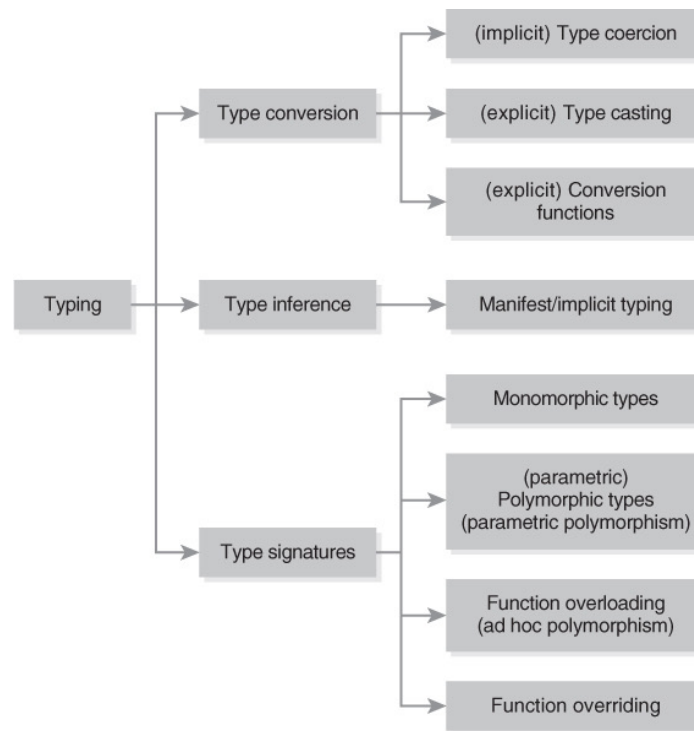 (implicit) Type coercion
Type conversion
(explicit) Type casting
(explicit) Conversion
functions
Typing
Type inference
Manifest/implicit typing
Monomorphic types
(parametric)
Polymorphic types
(parametric polymorphism)
Type signatures
Function overloading
(ad hoc polymorphism)
Function overriding